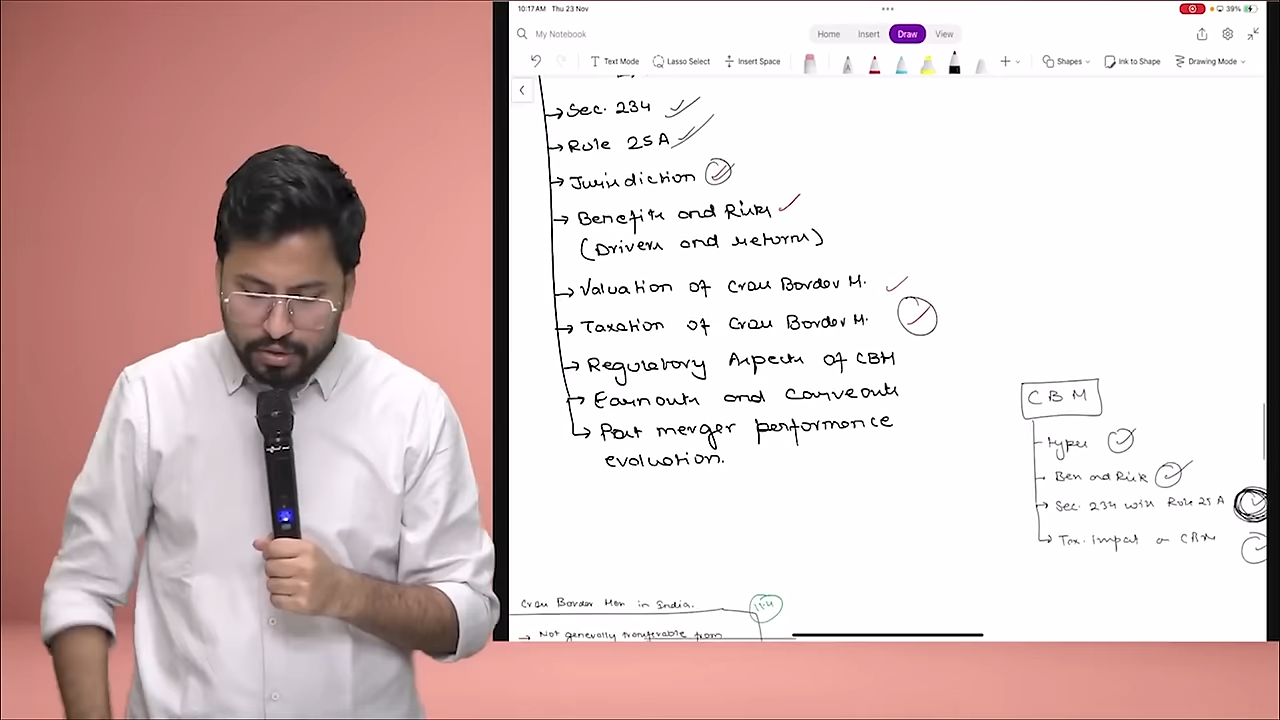 10:17 AM Thu 23 Nov
39%
My Notebook
Home Insert Draw View
Text Mode Lasso Select Insert Space Shapes Ink to Shape Drawing Mode
Sec. 234
Rule 25A
Jurisdiction
Benefits and Risks
(Drivers and returns)
Valuation of Cross Border M.
Taxation of Cross Border M.
Regulatory Aspects of CBM
Earnouts and carveouts
Post merger performance
evaluation.
CBM
types
Ben and Risk
Sec. 234 with Rule 25A
Tax. Impact on CBM
Cross Border Mer in India.
11.4
Not generally transferable from